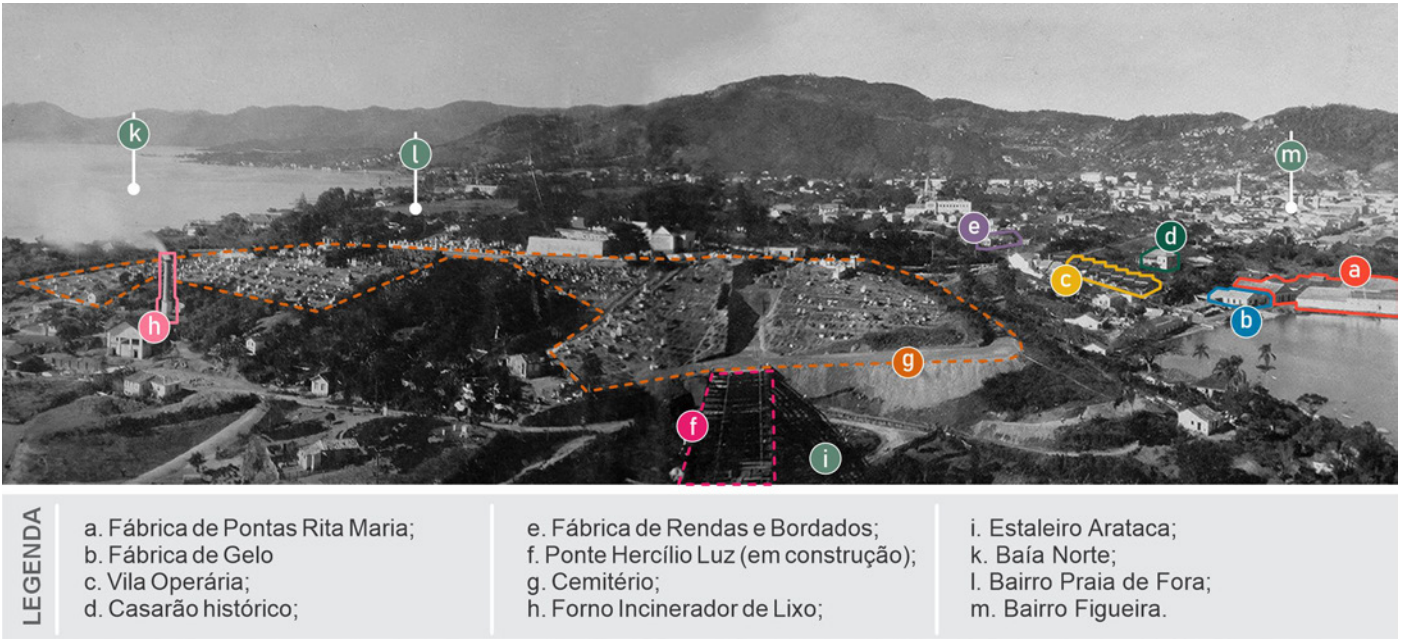 k
l
m
e
d
a
c
b
h
g
f
i
LEGENDA
a. Fábrica de Pontas Rita Maria;
b. Fábrica de Gelo
c. Vila Operária;
d. Casarão histórico;
e. Fábrica de Rendas e Bordados;
f. Ponte Hercílio Luz (em construção);
g. Cemitério;
h. Forno Incinerador de Lixo;
i. Estaleiro Arataca;
k. Baía Norte;
l. Bairro Praia de Fora;
m. Bairro Figueira.